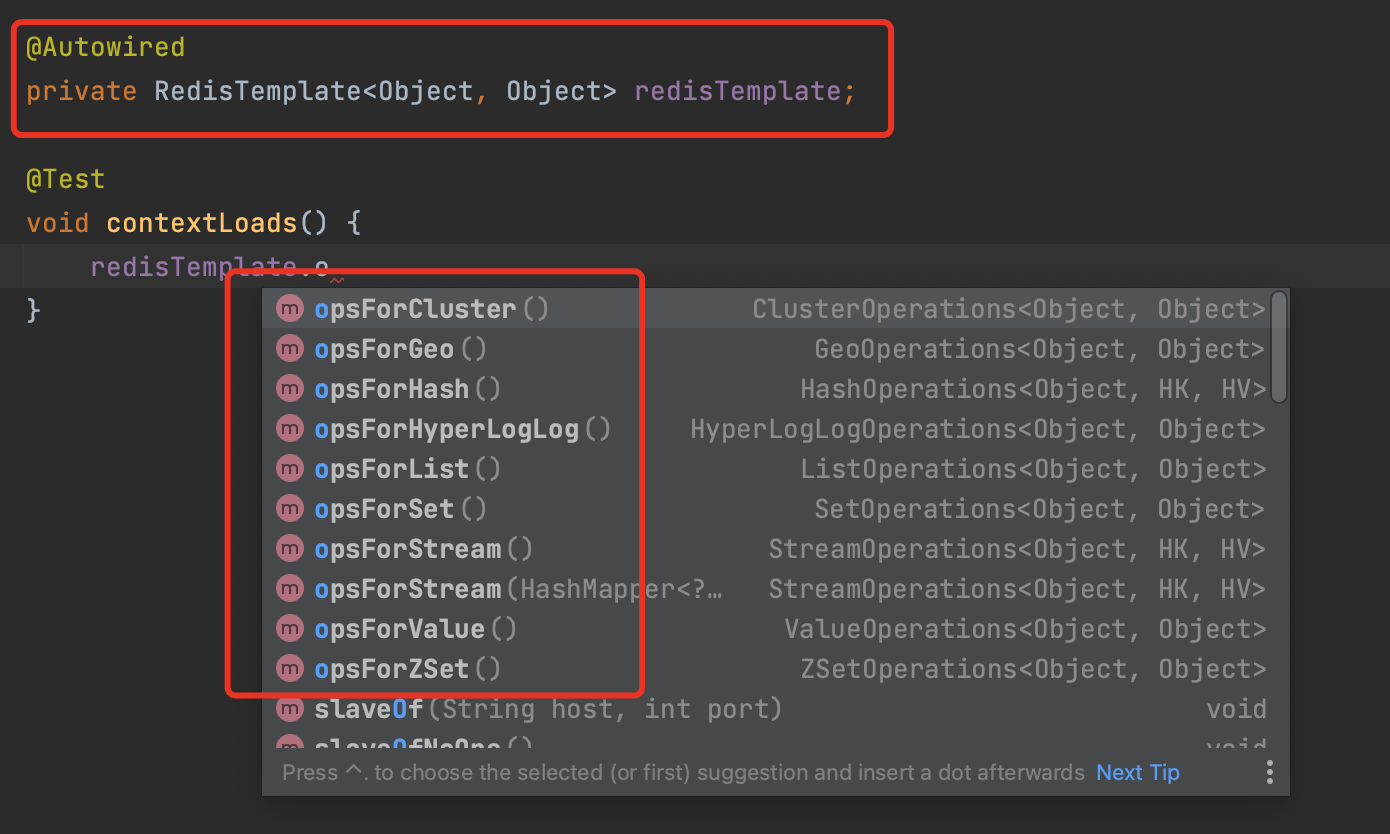 @Autowired
private RedisTemplate<Object, Object> redisTemplate;
@Test
void contextLoads() {
redisTemplate.o
}
m opsForCluster() ClusterOperations<Object, Object>
m opsForGeo() GeoOperations<Object, Object>
m opsForHash() HashOperations<Object, HK, HV>
m opsForHyperLogLog() HyperLogLogOperations<Object, Object>
m opsForList() ListOperations<Object, Object>
m opsForSet() SetOperations<Object, Object>
m opsForStream() StreamOperations<Object, HK, HV>
m opsForStream(HashMapper<?… StreamOperations<Object, HK, HV>
m opsForValue() ValueOperations<Object, Object>
m opsForZSet() ZSetOperations<Object, Object>
m slaveOf(String host, int port) void
m slaveOfNoOne() void
Press ^. to choose the selected (or first) suggestion and insert a dot afterwards Next Tip